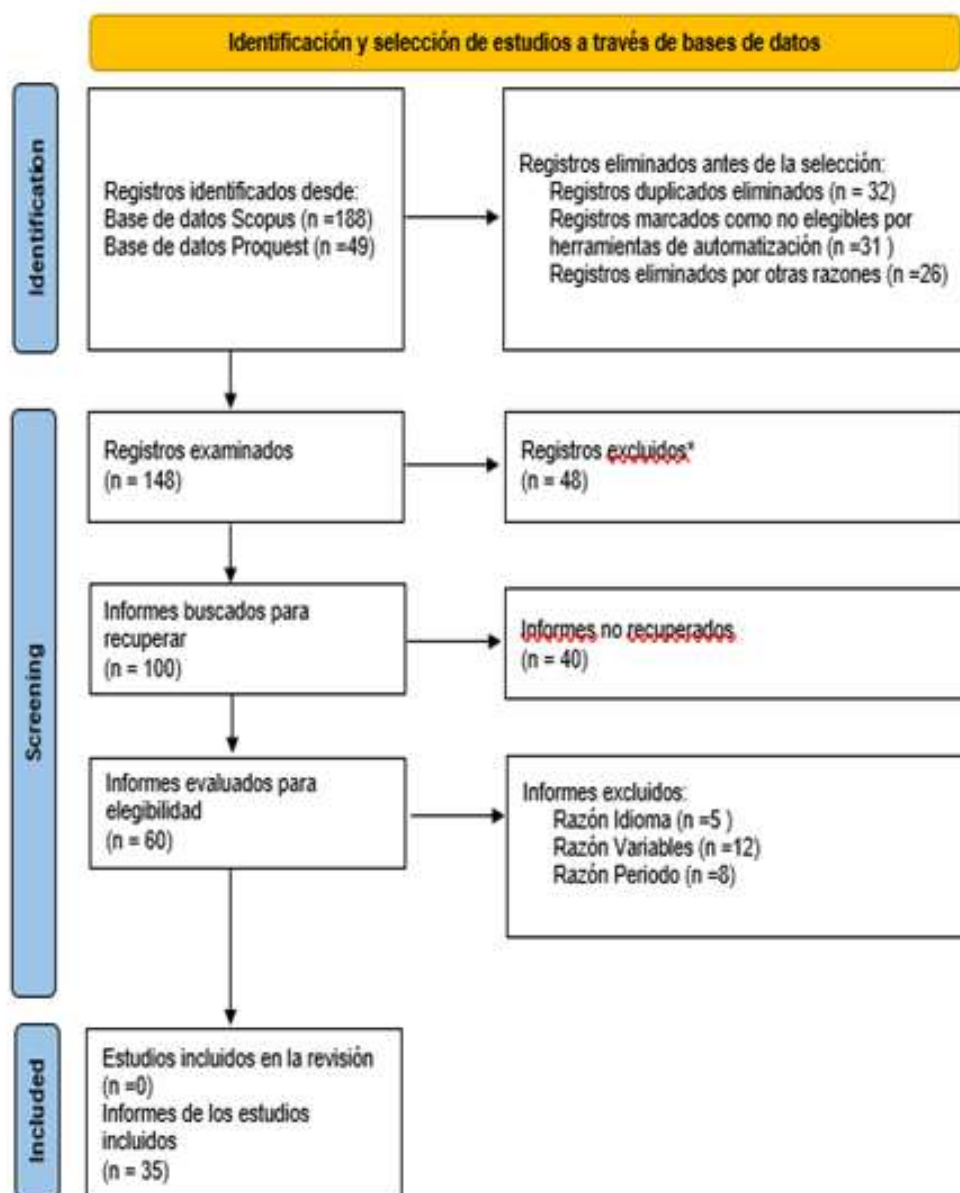 Identificación y selección de estudios a través de bases de datos
Identification
Registros identificados desde:
Base de datos Scopus (n =188)
Base de datos Proquest (n =49)
Registros eliminados antes de la selección:
Registros duplicados eliminados (n = 32)
Registros marcados como no elegibles por
herramientas de automatización (n =31 )
Registros eliminados por otras razones (n =26)
Screening
Registros examinados
(n = 148)
Registros excluidos*
(n = 48)
Informes buscados para
recuperar
(n = 100)
Informes no recuperados
(n = 40)
Informes evaluados para
elegibilidad
(n = 60)
Informes excluidos:
Razón Idioma (n =5 )
Razón Variables (n =12)
Razón Periodo (n =8)
Included
Estudios incluidos en la revisión
(n =0)
Informes de los estudios
incluidos
(n = 35)